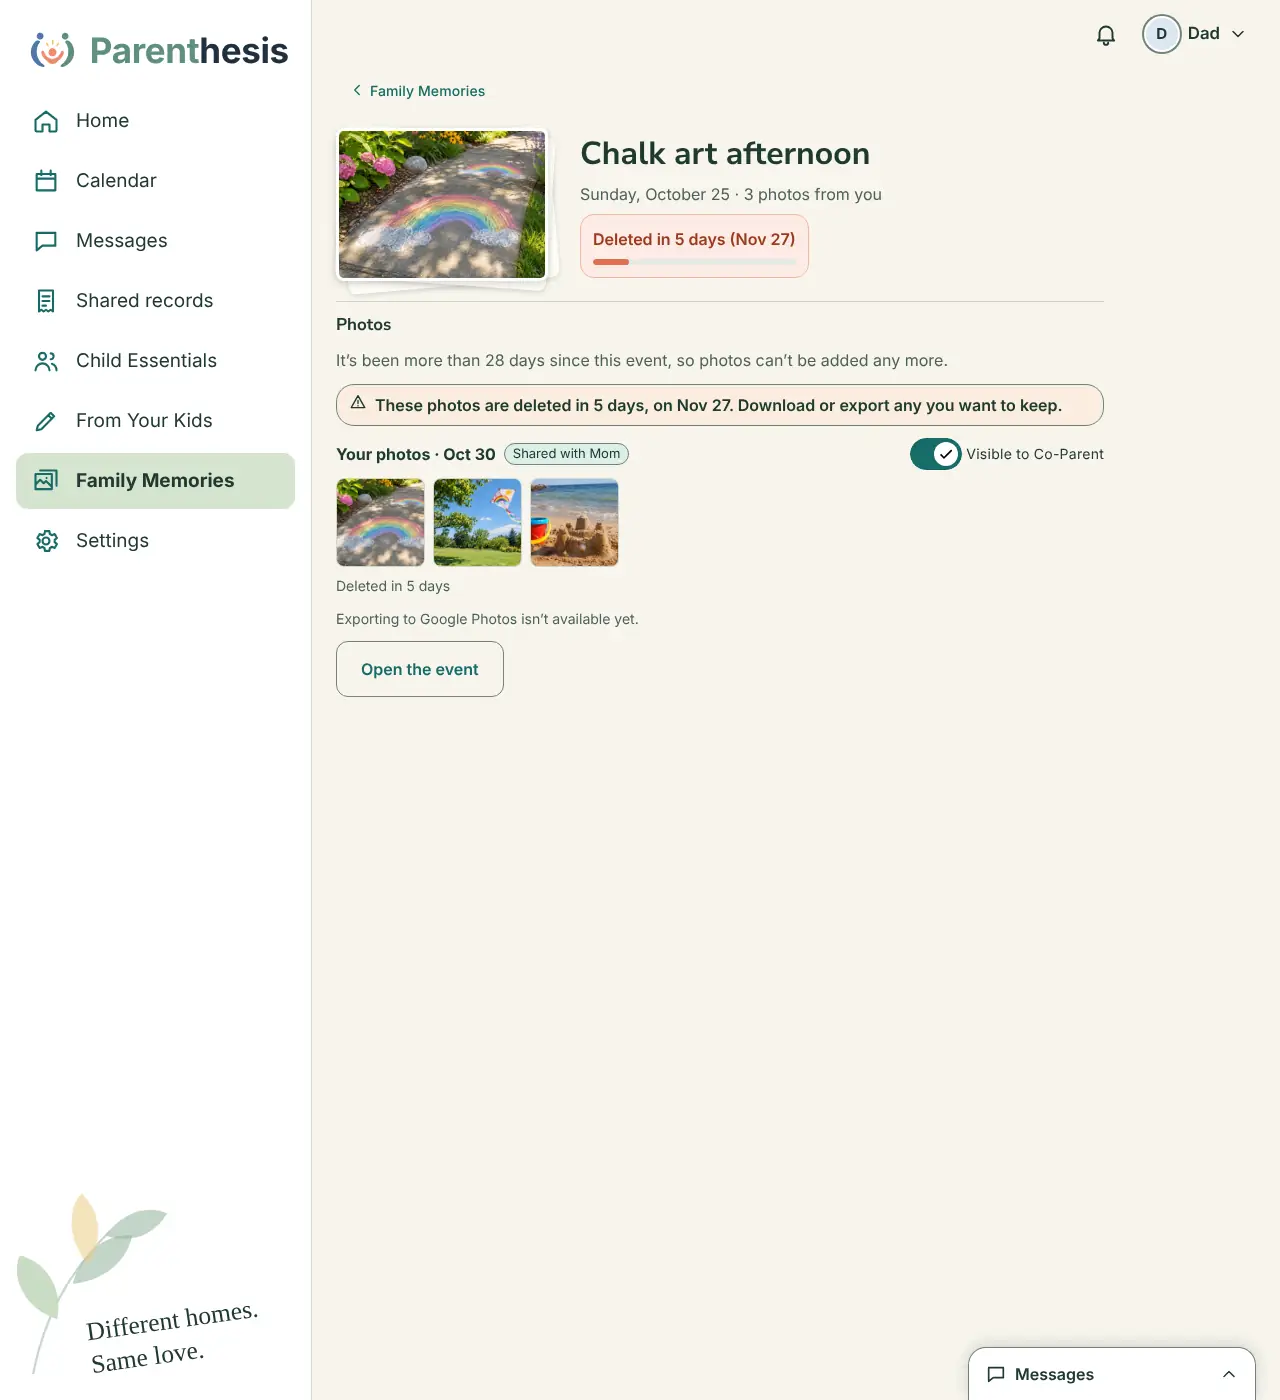 Parenthesis
Home
Calendar
Messages
Shared records
Child Essentials
From Your Kids
Family Memories
Settings
Different homes.
Same love.
D Dad
Family Memories
Chalk art afternoon
Sunday, October 25 · 3 photos from you
Deleted in 5 days (Nov 27)
Photos
It’s been more than 28 days since this event, so photos can’t be added any more.
These photos are deleted in 5 days, on Nov 27. Download or export any you want to keep.
Your photos · Oct 30 Shared with Mom
Visible to Co-Parent
Deleted in 5 days
Exporting to Google Photos isn’t available yet.
Open the event
Messages